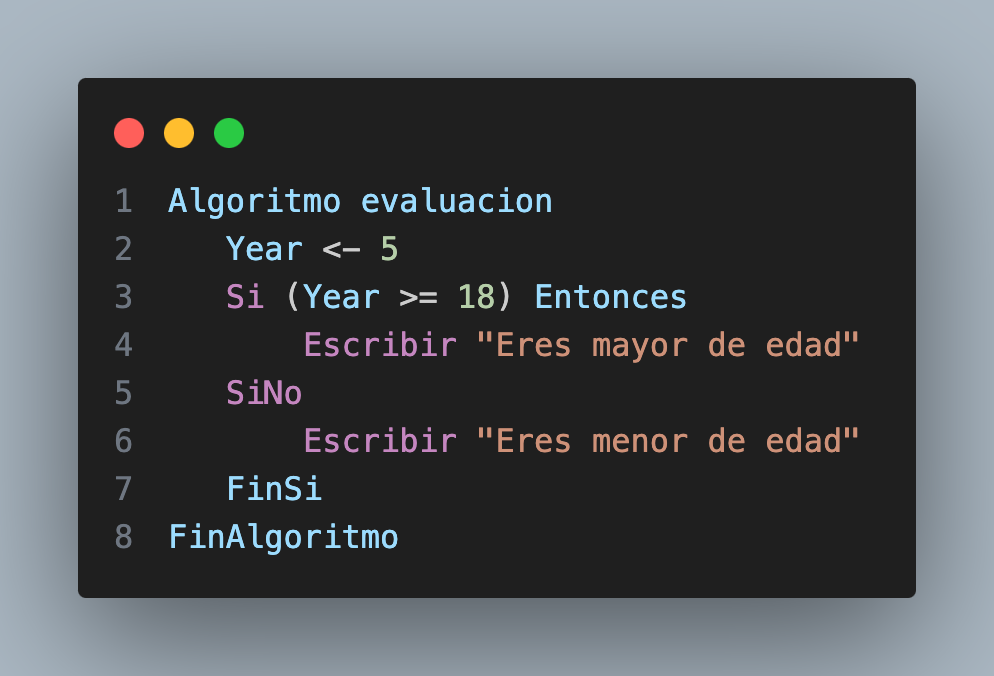 1 Algoritmo evaluacion
2    Year <- 5
3    Si (Year >= 18) Entonces
4        Escribir "Eres mayor de edad"
5    SiNo
6        Escribir "Eres menor de edad"
7    FinSi
8 FinAlgoritmo